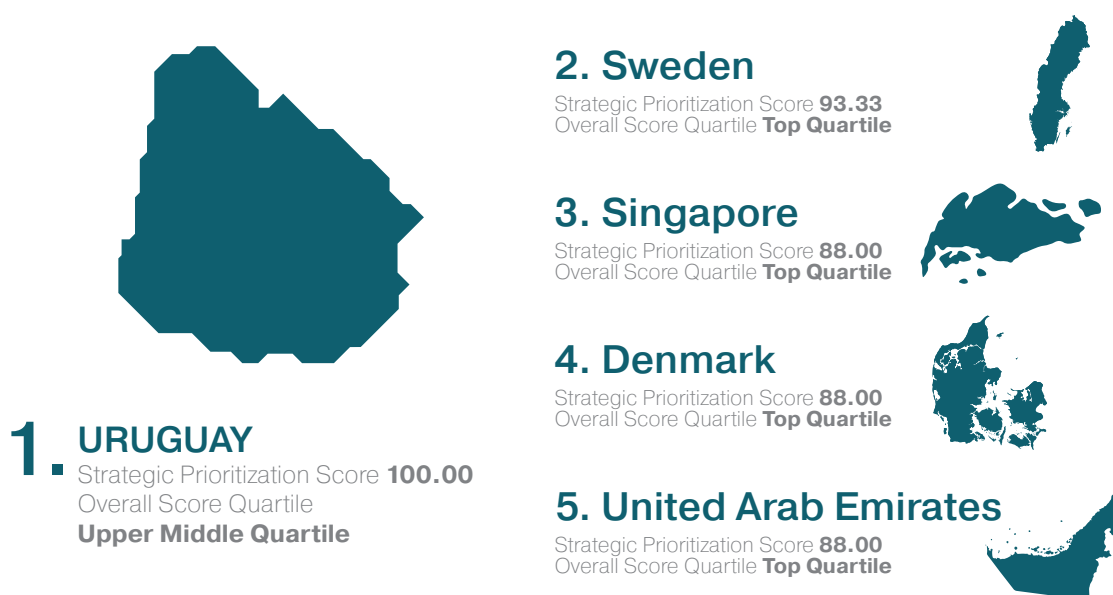 1. URUGUAY
Strategic Prioritization Score 100.00
Overall Score Quartile
Upper Middle Quartile
2. Sweden
Strategic Prioritization Score 93.33
Overall Score Quartile Top Quartile
3. Singapore
Strategic Prioritization Score 88.00
Overall Score Quartile Top Quartile
4. Denmark
Strategic Prioritization Score 88.00
Overall Score Quartile Top Quartile
5. United Arab Emirates
Strategic Prioritization Score 88.00
Overall Score Quartile Top Quartile